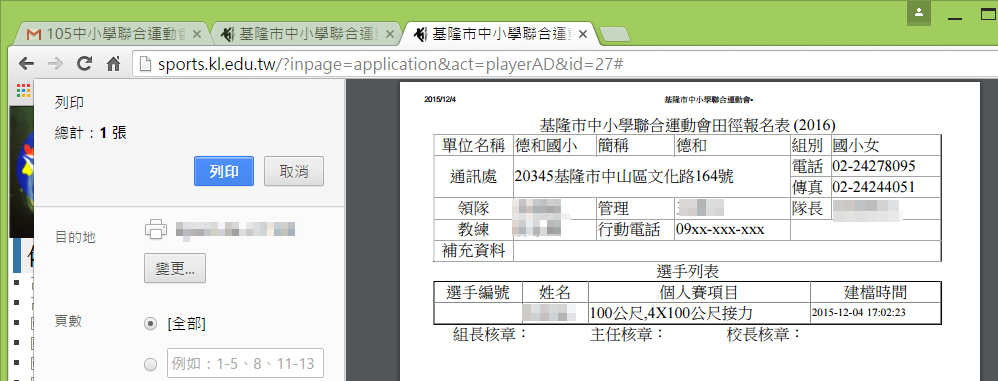 105中小學聯合運動會
基隆市中小學聯合運動
基隆市中小學聯合運動
sports.kl.edu.tw/?inpage=application&act=playerAD&id=27#
列印
總計：1 張
列印 取消
目的地
變更...
頁數
[全部]
例如：1-5、8、11-13
2015/12/4 基隆市中小學聯合運動會•
基隆市中小學聯合運動會田徑報名表 (2016)
單位名稱 德和國小 簡稱 德和 組別 國小女
通訊處 20345基隆市中山區文化路164號 電話 02-24278095
傳真 02-24244051
領隊 管理 隊長
教練 行動電話 09xx-xxx-xxx
補充資料
選手列表
選手編號 姓名 個人賽項目 建檔時間
100公尺,4X100公尺接力 2015-12-04 17:02:23
組長核章： 主任核章： 校長核章：